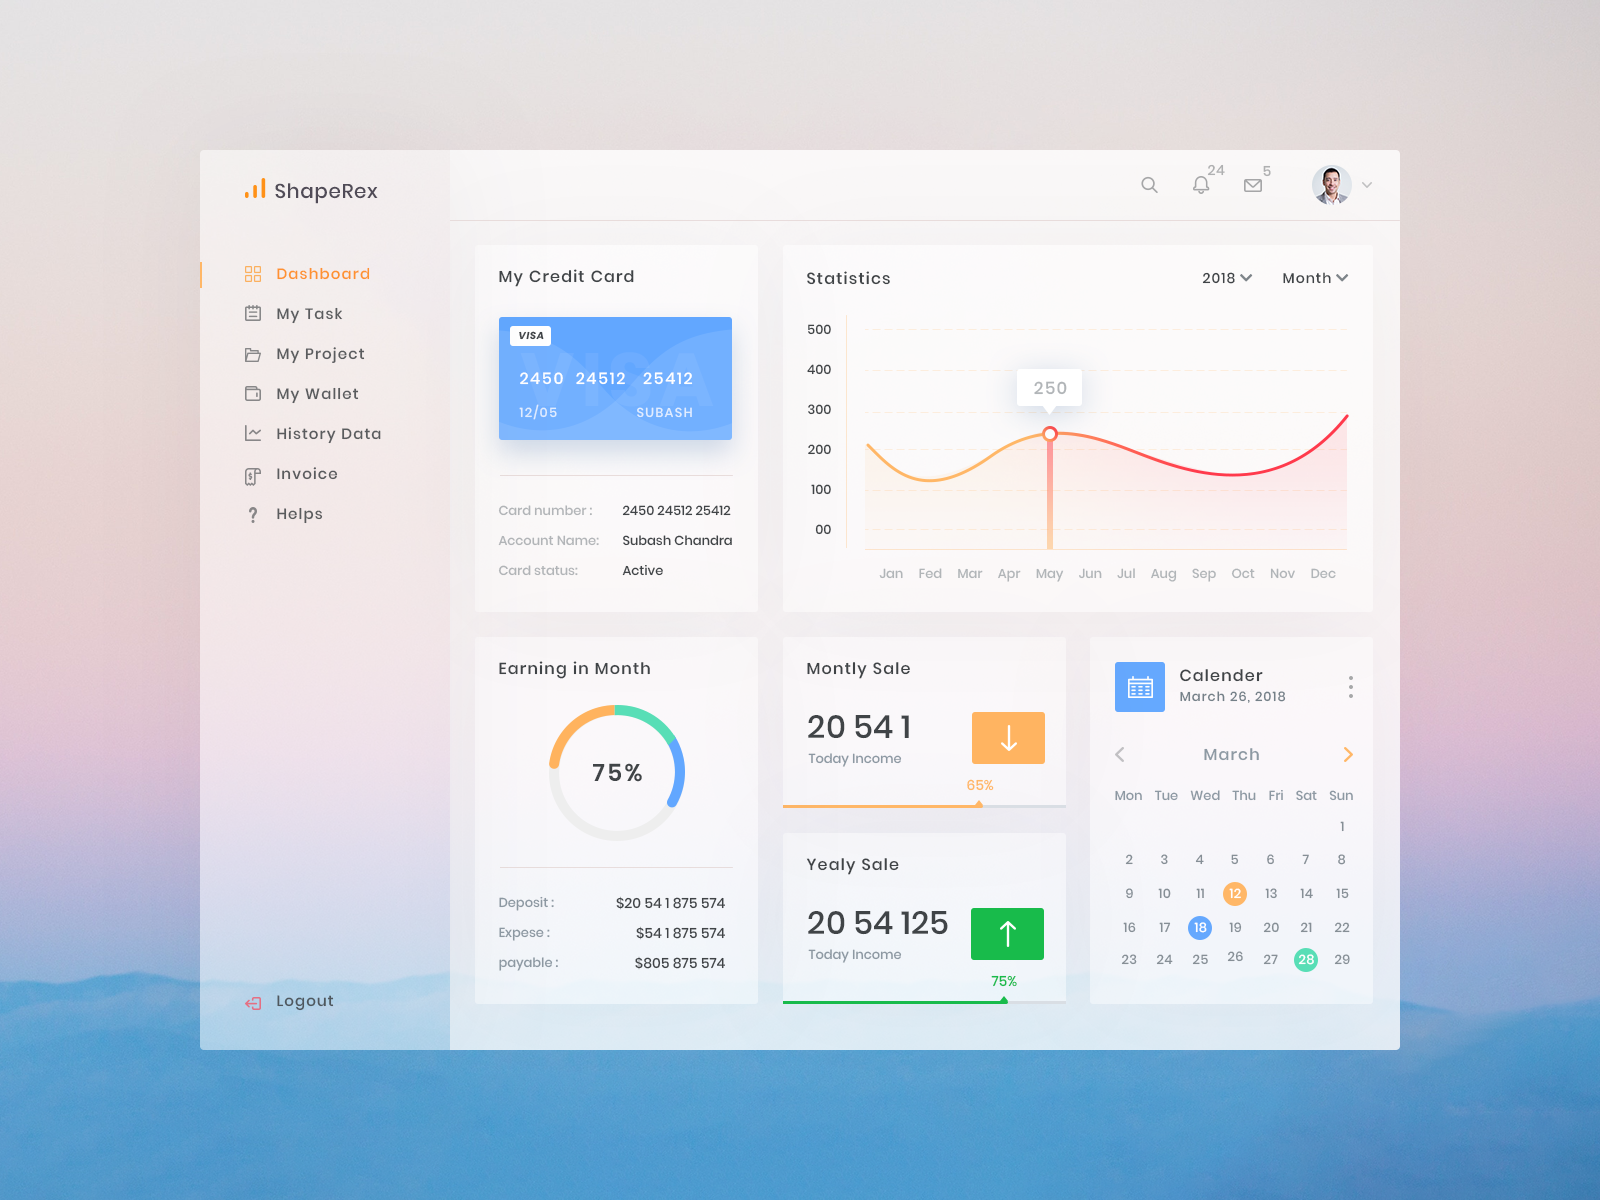 ShapeRex
24
5
Dashboard
My Task
My Project
My Wallet
History Data
Invoice
Helps
Logout
My Credit Card
VISA
VISA
2450 24512 25412
12/05 SUBASH
Card number : 2450 24512 25412
Account Name: Subash Chandra
Card status: Active
Statistics
2018 Month
500
400
300
200
100
00
250
Jan Fed Mar Apr May Jun Jul Aug Sep Oct Nov Dec
Earning in Month
75%
Deposit : $20 54 1 875 574
Expese : $54 1 875 574
payable : $805 875 574
Montly Sale
20 54 1
Today Income
65%
Yealy Sale
20 54 125
Today Income
75%
Calender
March 26, 2018
March
Mon Tue Wed Thu Fri Sat Sun
1
2 3 4 5 6 7 8
9 10 11 12 13 14 15
16 17 18 19 20 21 22
23 24 25 26 27 28 29